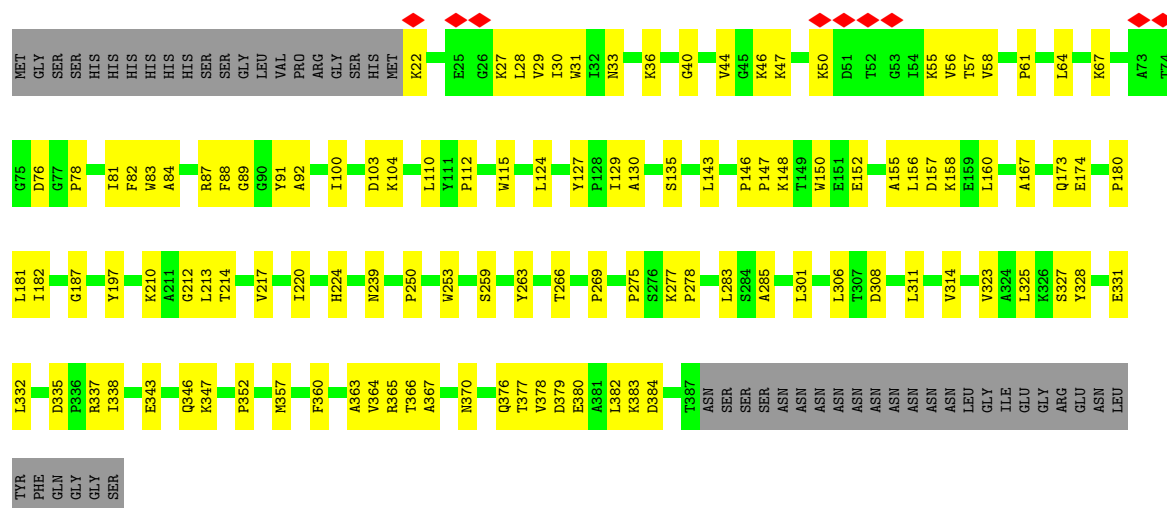 MET GLY SER SER HIS HIS HIS HIS HIS HIS SER SER GLY LEU VAL PRO ARG GLY SER HIS MET K22 E25 G26 K27 L28 V29 I30 W31 I32 N33 K36 G40 V44 G45 K46 K47 K50 D51 T52 G53 I54 K55 V56 T57 V58 P61 L64 K67 A73 T74
G75 D76 G77 P78 I81 F82 W83 A84 R87 F88 G89 G90 Y91 A92 I100 D103 K104 L110 Y111 P112 W115 L124 Y127 P128 I129 A130 S135 L143 P146 P147 K148 T149 W150 E151 E152 A155 L156 D157 K158 E159 L160 A167 Q173 E174 P180
L181 I182 G187 Y197 K210 A211 G212 L213 T214 V217 I220 H224 N239 P250 W253 S259 Y263 T266 P269 P275 S276 K277 P278 L283 S284 A285 L301 L306 T307 D308 L311 V314 V323 A324 L325 K326 S327 Y328 E331
L332 D335 P336 R337 I338 E343 Q346 K347 P352 M357 F360 A363 V364 R365 T366 A367 N370 Q376 T377 V378 D379 E380 A381 L382 K383 D384 T387 ASN SER SER SER ASN ASN ASN ASN ASN ASN ASN ASN ASN ASN LEU GLY ILE GLU GLY ARG GLU ASN LEU
TYR PHE GLN GLY GLY SER